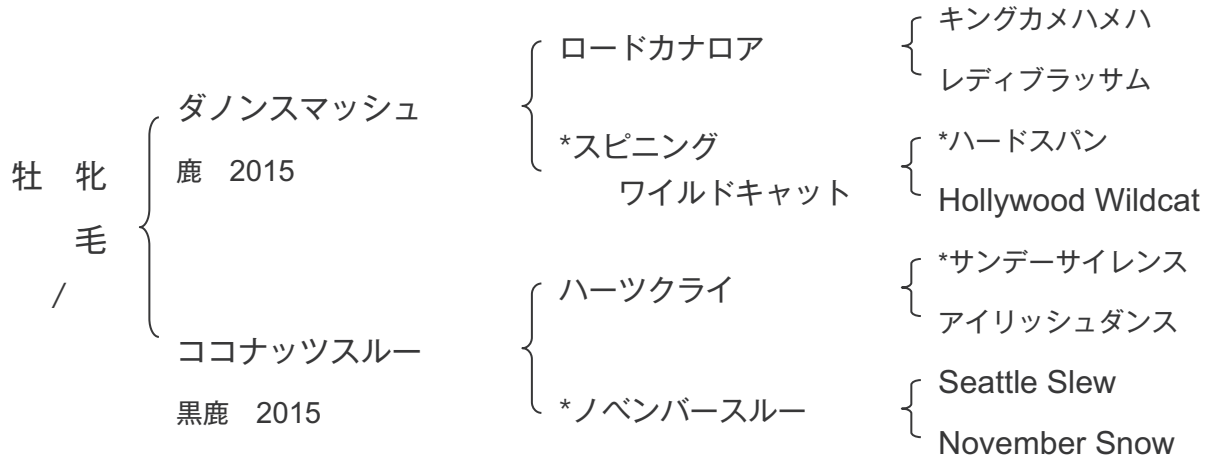 牡　牝
毛
/
ダノンスマッシュ
鹿　2015
ココナッツスルー
黒鹿　2015
ロードカナロア
*スピニング
ワイルドキャット
ハーツクライ
*ノベンバースルー
キングカメハメハ
レディブラッサム
*ハードスパン
Hollywood Wildcat
*サンデーサイレンス
アイリッシュダンス
Seattle Slew
November Snow